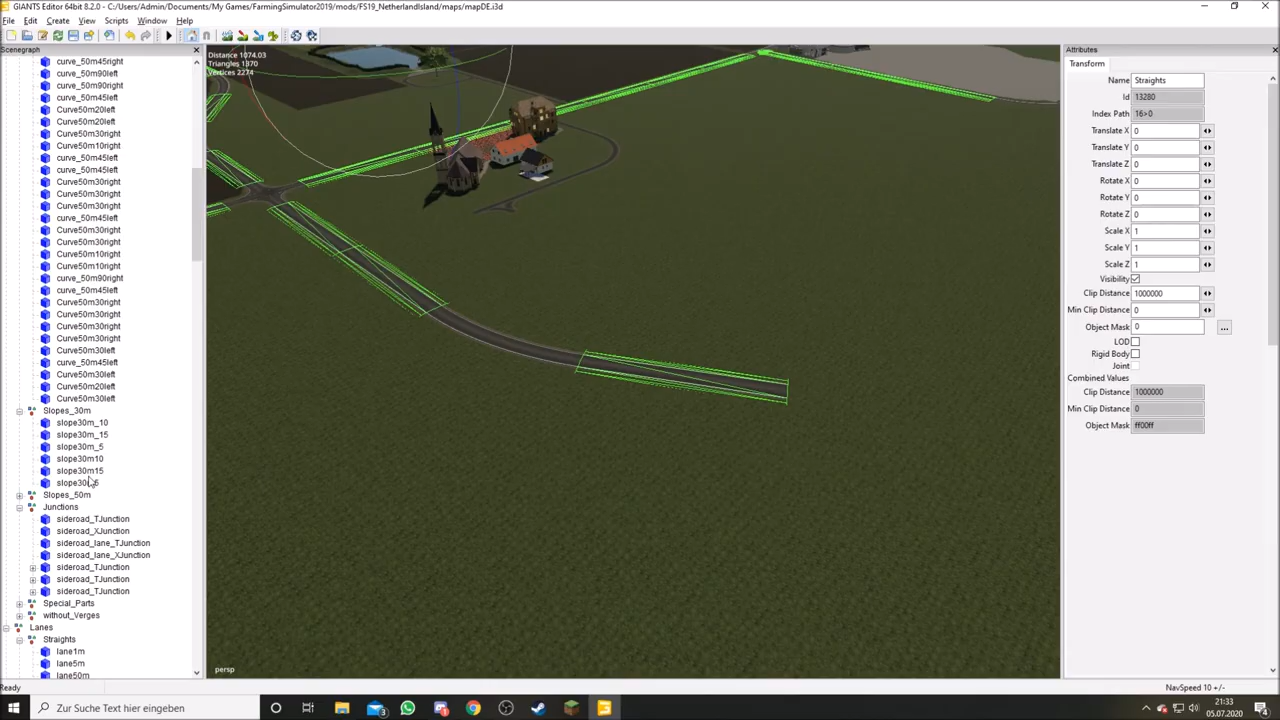 GIANTS Editor 64bit 8.2.0 - C:/Users/Admin/Documents/My Games/FarmingSimulator2019/mods/FS19_NetherlandIsland/maps/mapDE.i3d
File Edit Create View Scripts Window Help
Scenegraph
curve_50m45right
curve_50m90left
curve_50m90right
curve_50m45left
Curve50m20left
Curve50m20left
Curve50m30right
Curve50m10right
curve_50m45left
curve_50m45left
Curve50m30right
Curve50m30right
Curve50m30right
curve_50m45left
Curve50m30right
Curve50m30right
Curve50m10right
Curve50m10right
curve_50m90right
curve_50m45left
Curve50m30right
Curve50m30right
Curve50m30right
Curve50m30right
Curve50m30left
curve_50m45left
Curve50m30left
Curve50m20left
Curve50m30left
Slopes_30m
slope30m_10
slope30m_15
slope30m_5
slope30m10
slope30m15
Slopes_50m
Junctions
sideroad_TJunction
sideroad_XJunction
sideroad_lane_TJunction
sideroad_lane_XJunction
sideroad_TJunction
sideroad_TJunction
sideroad_TJunction
Special_Parts
without_Verges
Lanes
Straights
lane1m
lane5m
lane50m
Ready
Distance 1074.03
Triangles 1370
Vertices 2274
persp
Attributes
Transform
Name Straights
Id 13280
Index Path 16>0
Translate X 0
Translate Y 0
Translate Z 0
Rotate X 0
Rotate Y 0
Rotate Z 0
Scale X 1
Scale Y 1
Scale Z 1
Visibility
Clip Distance 1000000
Min Clip Distance 0
Object Mask 0 ...
LOD
Rigid Body
Joint
Combined Values
Clip Distance 1000000
Min Clip Distance 0
Object Mask ff00ff
NavSpeed 10 +/-
Zur Suche Text hier eingeben
3
21:33
05.07.2020
4